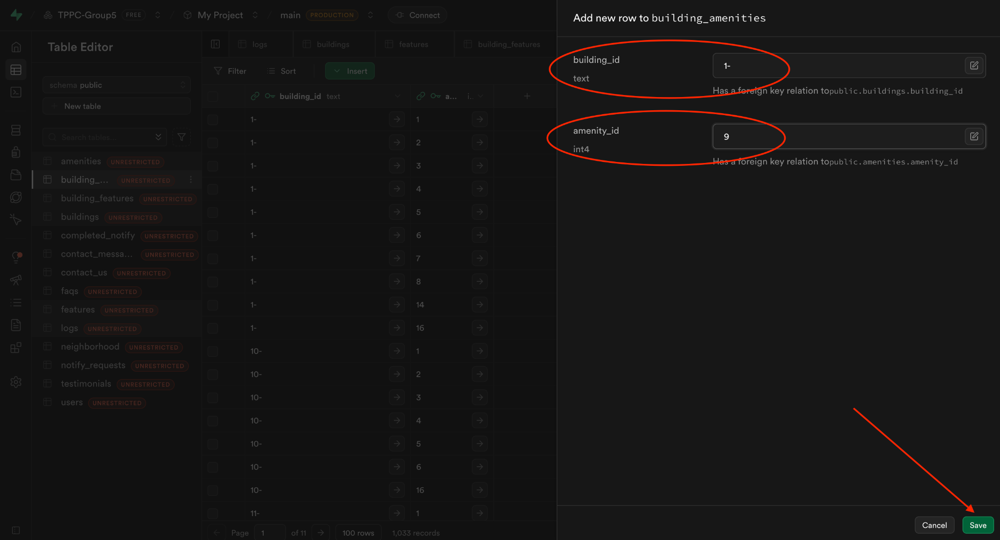 TPPC-Group5 FREE My Project main PRODUCTION Connect
Table Editor
schema public
New table
Search tables...
amenities UNRESTRICTED
building_... UNRESTRICTED
building_features UNRESTRICTED
buildings UNRESTRICTED
completed_notify UNRESTRICTED
contact_messa... UNRESTRICTED
contact_us UNRESTRICTED
faqs UNRESTRICTED
features UNRESTRICTED
logs UNRESTRICTED
neighborhood UNRESTRICTED
notify_requests UNRESTRICTED
testimonials UNRESTRICTED
users UNRESTRICTED
logs buildings features building_features
Filter Sort Insert
building_id text a... i..
1- 1
1- 2
1- 3
1- 4
1- 5
1- 6
1- 7
1- 8
1- 14
1- 16
10- 1
10- 2
10- 3
10- 4
10- 5
10- 6
10- 16
11- 1
Page 1 of 11 100 rows 1,033 records
Add new row to building_amenities
building_id 1-
text
Has a foreign key relation topublic.buildings.building_id
amenity_id 9
int4
Has a foreign key relation topublic.amenities.amenity_id
Cancel Save